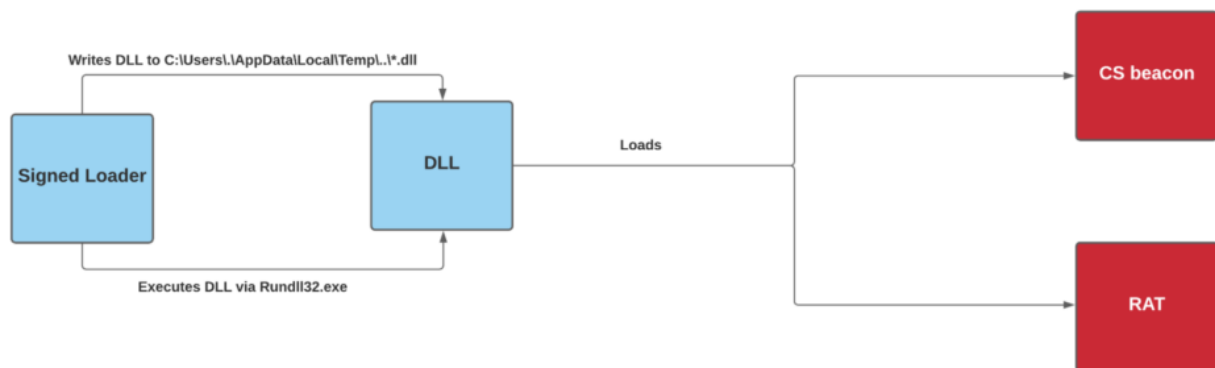 Writes DLL to C:\Users\.\AppData\Local\Temp\..\*.dll
CS beacon
Signed Loader
DLL
Loads
Executes DLL via Rundll32.exe
RAT